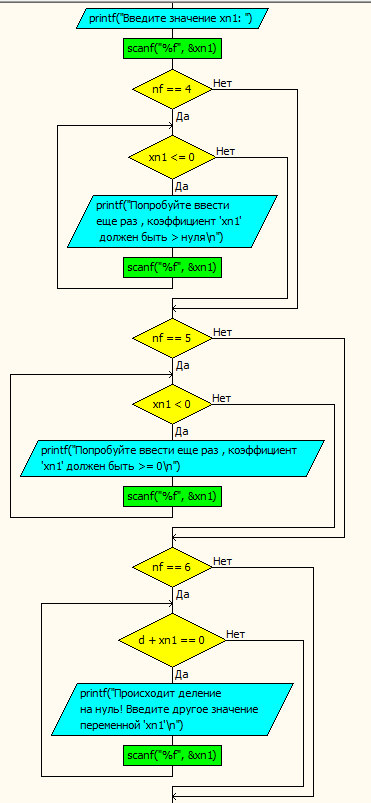 printf("Введите значение xn1: ")
scanf("%f", &xn1)
nf == 4
Нет
Да
xn1 <= 0
Нет
Да
printf("Попробуйте ввести
еще раз , коэффициент 'xn1'
должен быть > нуля\n")
scanf("%f", &xn1)
nf == 5
Нет
Да
xn1 < 0
Нет
Да
printf("Попробуйте ввести еще раз , коэффициент
'xn1' должен быть >= 0\n")
scanf("%f", &xn1)
nf == 6
Нет
Да
d + xn1 == 0
Нет
Да
printf("Происходит деление
на нуль! Введите другое значение
переменной 'xn1'\n")
scanf("%f", &xn1)